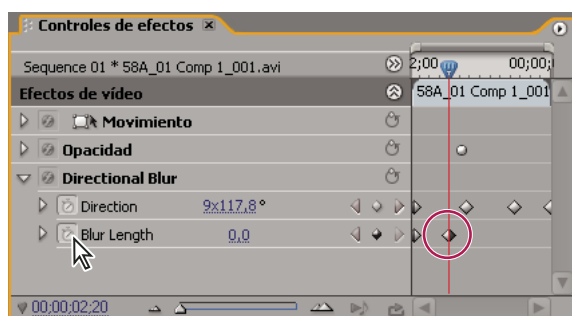 Controles de efectos
Sequence 01 * 58A_01 Comp 1_001.avi
2;00 00;00;
Efectos de vídeo
58A_01 Comp 1_001
Movimiento
Opacidad
Directional Blur
Direction 9x117,8 °
Blur Length 0,0
00;00;02;20